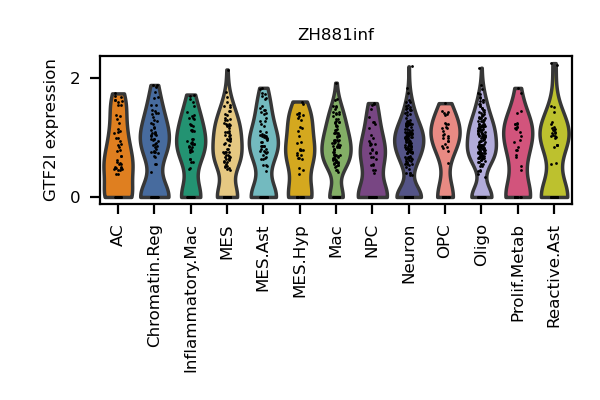 ZH881inf
GTF2I expression
2
0
AC
Chromatin.Reg
Inflammatory.Mac
MES
MES.Ast
MES.Hyp
Mac
NPC
Neuron
OPC
Oligo
Prolif.Metab
Reactive.Ast